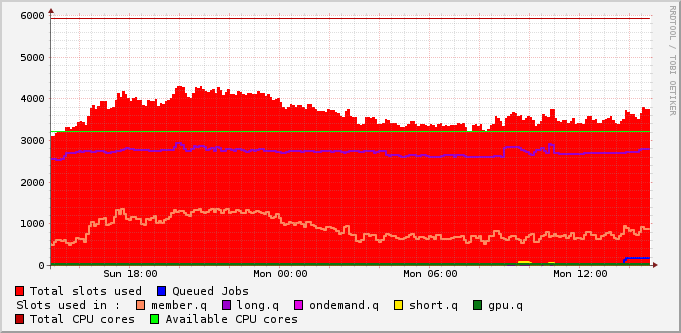 6000
5000
4000
3000
2000
1000
0
Sun 18:00 Mon 00:00 Mon 06:00 Mon 12:00
RRDTOOL / TOBI OETIKER
Total slots used Queued Jobs
Slots used in : member.q long.q ondemand.q short.q gpu.q
Total CPU cores Available CPU cores